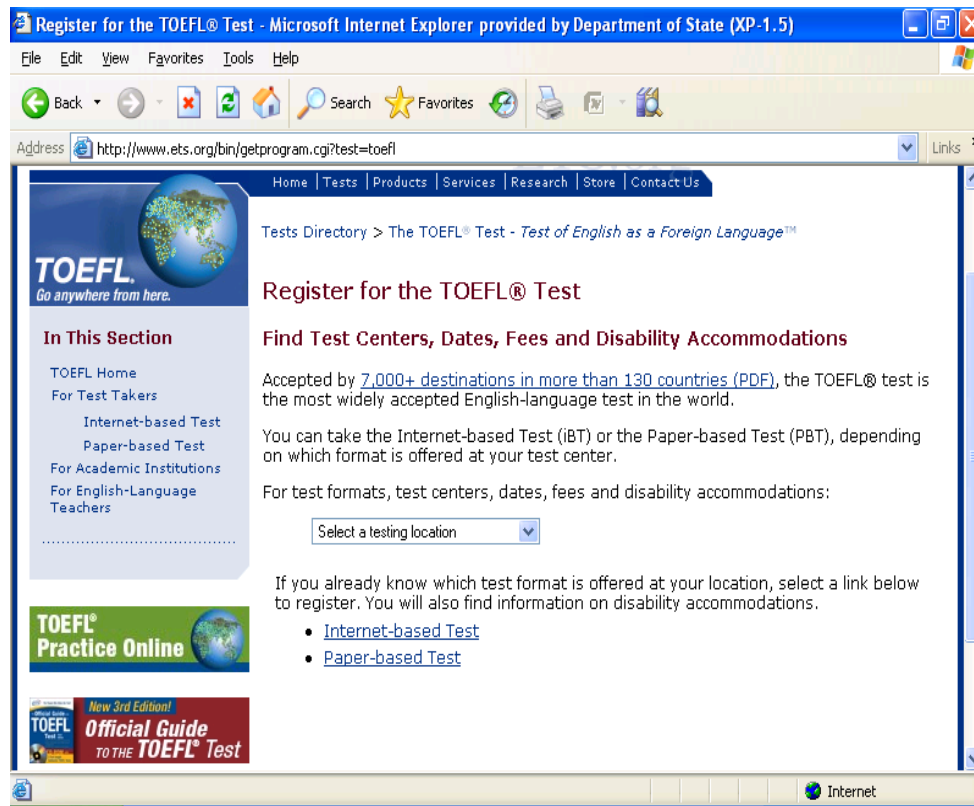 Register for the TOEFL® Test - Microsoft Internet Explorer provided by Department of State (XP-1.5)
File Edit View Favorites Tools Help
Back Search Favorites
Address http://www.ets.org/bin/getprogram.cgi?test=toefl Links
Home | Tests | Products | Services | Research | Store | Contact Us
TOEFL®
Go anywhere from here.
In This Section
TOEFL Home
For Test Takers
Internet-based Test
Paper-based Test
For Academic Institutions
For English-Language
Teachers
TOEFL®
Practice Online
New 3rd Edition!
TOEFL
Official Guide
TO THE TOEFL® Test
Tests Directory > The TOEFL® Test - Test of English as a Foreign Language™
Register for the TOEFL® Test
Find Test Centers, Dates, Fees and Disability Accommodations
Accepted by 7,000+ destinations in more than 130 countries (PDF), the TOEFL® test is
the most widely accepted English-language test in the world.
You can take the Internet-based Test (iBT) or the Paper-based Test (PBT), depending
on which format is offered at your test center.
For test formats, test centers, dates, fees and disability accommodations:
Select a testing location
If you already know which test format is offered at your location, select a link below
to register. You will also find information on disability accommodations.
• Internet-based Test
• Paper-based Test
Internet